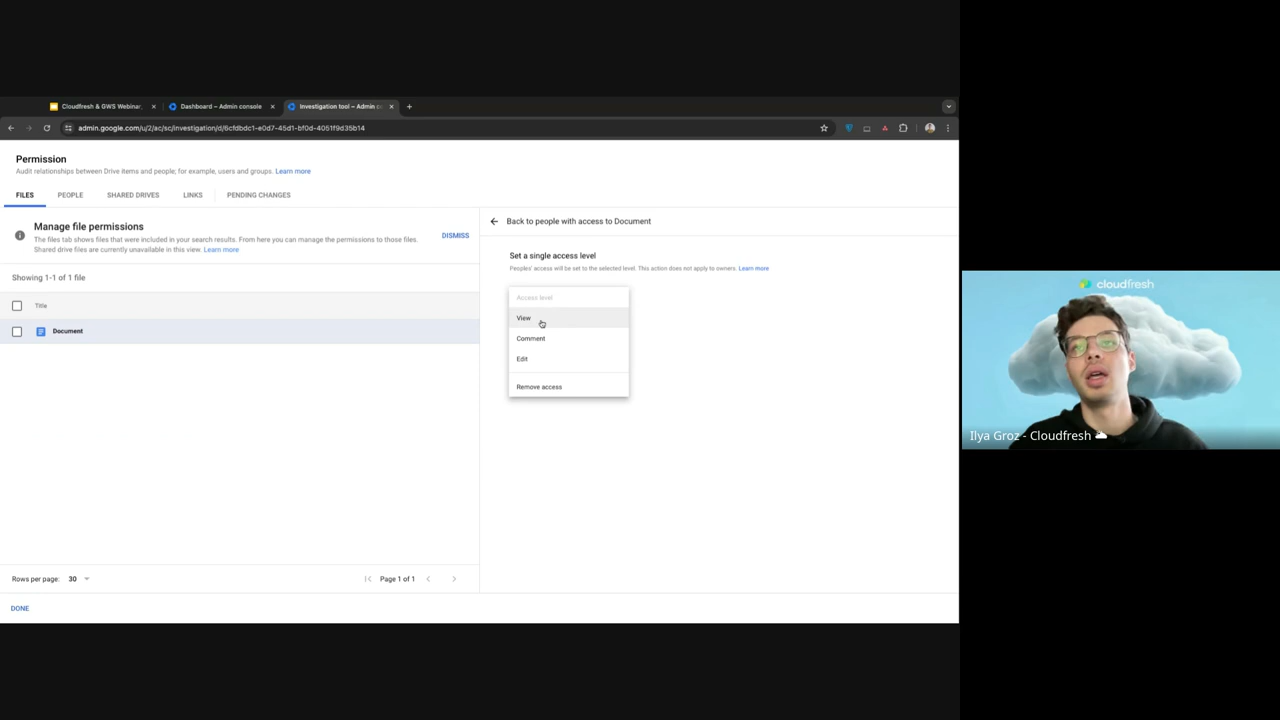 Cloudfresh & GWS Webinar
Dashboard – Admin console
Investigation tool – Admin co
admin.google.com/u/2/ac/sc/investigation/d/6cfdbdc1-e0d7-45d1-bf0d-4051f9d35b14
Permission
Audit relationships between Drive items and people; for example, users and groups. Learn more
FILES
PEOPLE
SHARED DRIVES
LINKS
PENDING CHANGES
Manage file permissions
The files tab shows files that were included in your search results. From here you can manage the permissions to those files.
Shared drive files are currently unavailable in this view. Learn more
DISMISS
Showing 1-1 of 1 file
Title
Document
Rows per page: 30
Page 1 of 1
DONE
Back to people with access to Document
Set a single access level
Peoples' access will be set to the selected level. This action does not apply to owners. Learn more
Access level
View
Comment
Edit
Remove access
cloudfresh
Ilya Groz - Cloudfresh